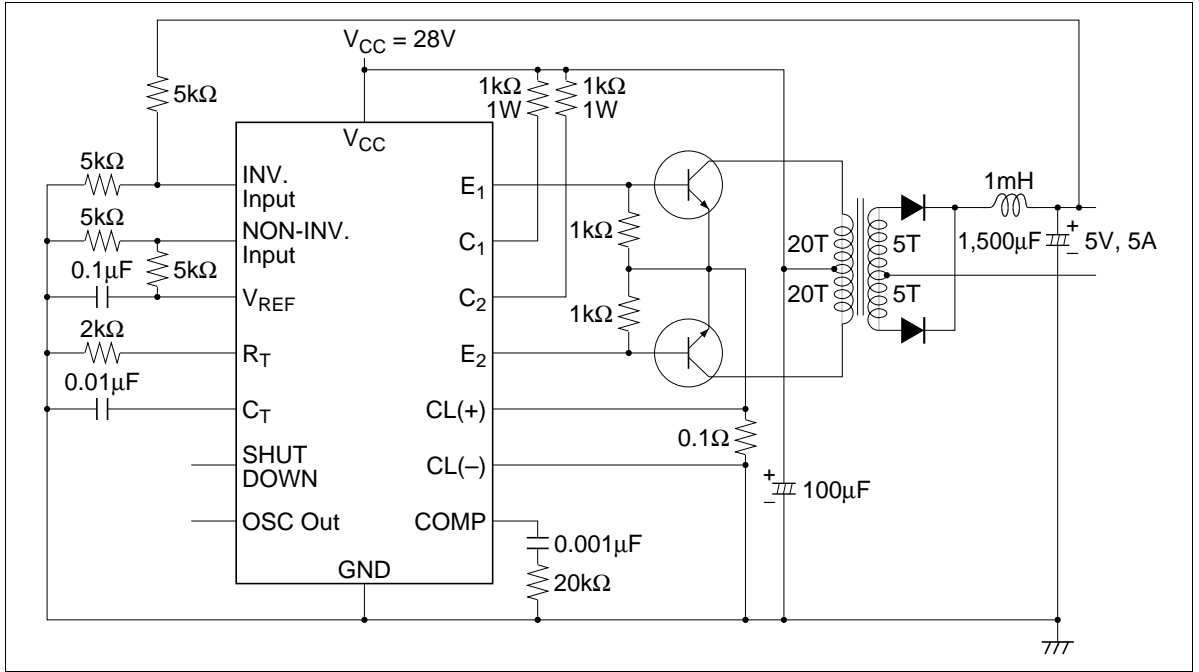 V_CC = 28V
5kΩ
1kΩ
1W
1kΩ
1W
V_CC
5kΩ
INV.
Input
5kΩ
NON-INV.
Input
0.1μF
5kΩ
V_REF
2kΩ
R_T
0.01μF
C_T
SHUT
DOWN
OSC Out
GND
E_1
C_1
C_2
E_2
CL(+)
CL(–)
COMP
1kΩ
1kΩ
0.1Ω
0.001μF
20kΩ
+
–
100μF
20T
20T
5T
5T
1mH
1,500μF
+
–
5V, 5A